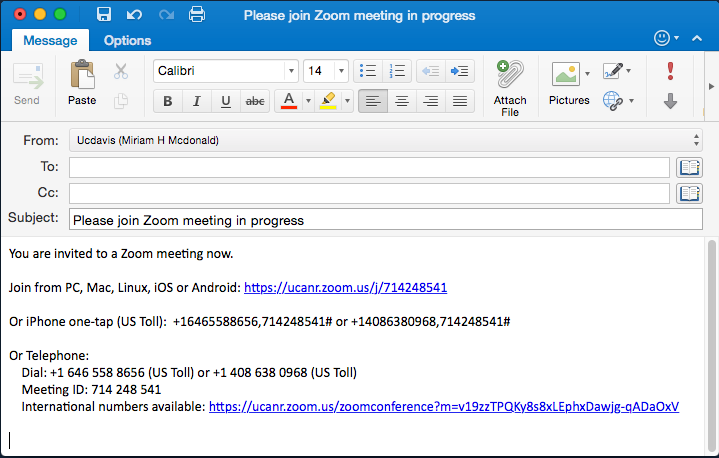 Please join Zoom meeting in progress
Message Options
Send Paste Calibri 14 Attach File Pictures
B I U abc A
From: Ucdavis (Miriam H Mcdonald)
To:
Cc:
Subject: Please join Zoom meeting in progress
You are invited to a Zoom meeting now.
Join from PC, Mac, Linux, iOS or Android: https://ucanr.zoom.us/j/714248541
Or iPhone one-tap (US Toll): +16465588656,714248541# or +14086380968,714248541#
Or Telephone:
Dial: +1 646 558 8656 (US Toll) or +1 408 638 0968 (US Toll)
Meeting ID: 714 248 541
International numbers available: https://ucanr.zoom.us/zoomconference?m=v19zzTPQKy8s8xLEphxDawjg-qADaOxV